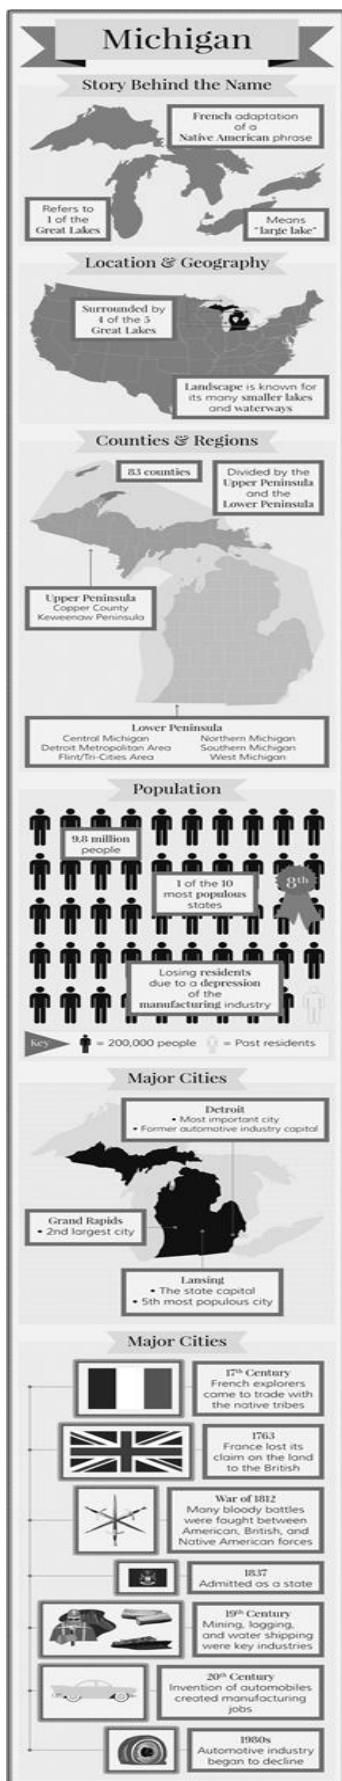 Michigan
Story Behind the Name
French adaptation
of a
Native American phrase
Refers to
1 of the
Great Lakes
Means
"large lake"
Location & Geography
Surrounded by
4 of the 5
Great Lakes
Landscape is known for
its many smaller lakes
and waterways
Counties & Regions
83 counties
Divided by the
Upper Peninsula
and the
Lower Peninsula
Upper Peninsula
Copper County
Keweenaw Peninsula
Lower Peninsula
Central Michigan
Northern Michigan
Detroit Metropolitan Area
Southern Michigan
Flint/Tri-Cities Area
West Michigan
Population
9.8 million
people
1 of the 10
most populous
states
8th
Losing residents
due to a depression
of the
manufacturing industry
Key
= 200,000 people
= Past residents
Major Cities
Detroit
• Most important city
• Former automotive industry capital
Grand Rapids
• 2nd largest city
Lansing
• The state capital
• 5th most populous city
Major Cities
17th Century
French explorers
came to trade with
the native tribes
1763
France lost its
claim on the land
to the British
War of 1812
Many bloody battles
were fought between
American, British, and
Native American forces
1837
Admitted as a state
19th Century
Mining, logging,
and water shipping
were key industries
20th Century
Invention of automobiles
created manufacturing
jobs
1980s
Automotive industry
began to decline